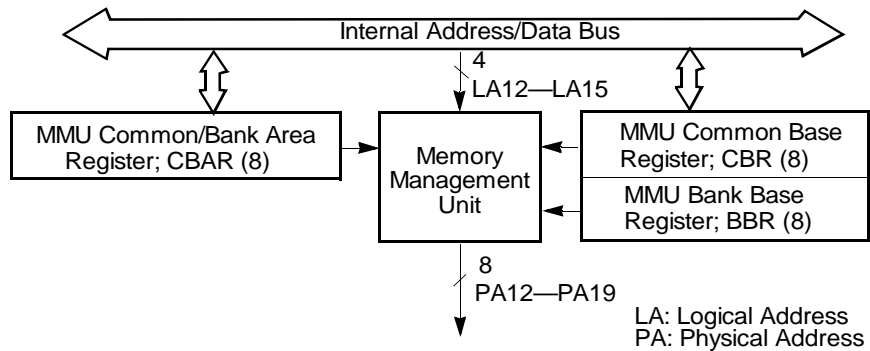 Internal Address/Data Bus
4
LA12—LA15
MMU Common/Bank Area
Register; CBAR (8)
Memory
Management
Unit
MMU Common Base
Register; CBR (8)
MMU Bank Base
Register; BBR (8)
8
PA12—PA19
LA: Logical Address
PA: Physical Address